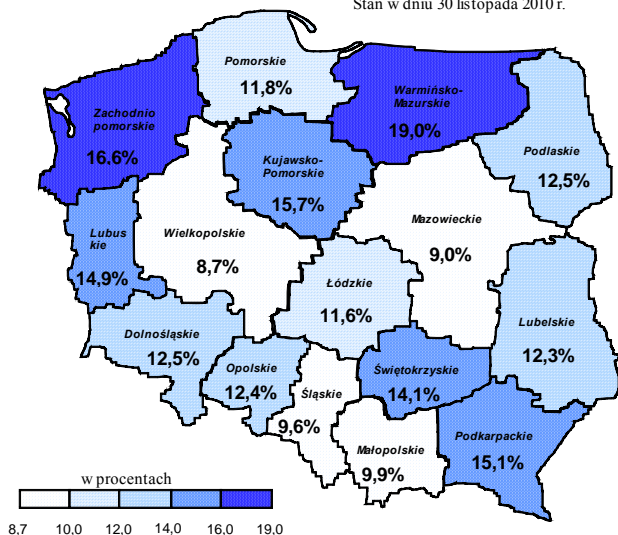 Stan w dniu 30 listopada 2010 r.
Pomorskie
11,8%
Warmińsko-
Mazurskie
19,0%
Zachodnio
pomorskie
16,6%
Kujawsko-
Pomorskie
15,7%
Podlaskie
12,5%
Lubus
kie
14,9%
Wielkopolskie
8,7%
Mazowieckie
9,0%
Łódzkie
11,6%
Lubelskie
12,3%
Dolnośląskie
12,5%
Opolskie
12,4%
Śląskie
9,6%
Świętokrzyskie
14,1%
Małopolskie
9,9%
Podkarpackie
15,1%
w procentach
8,7 10,0 12,0 14,0 16,0 19,0